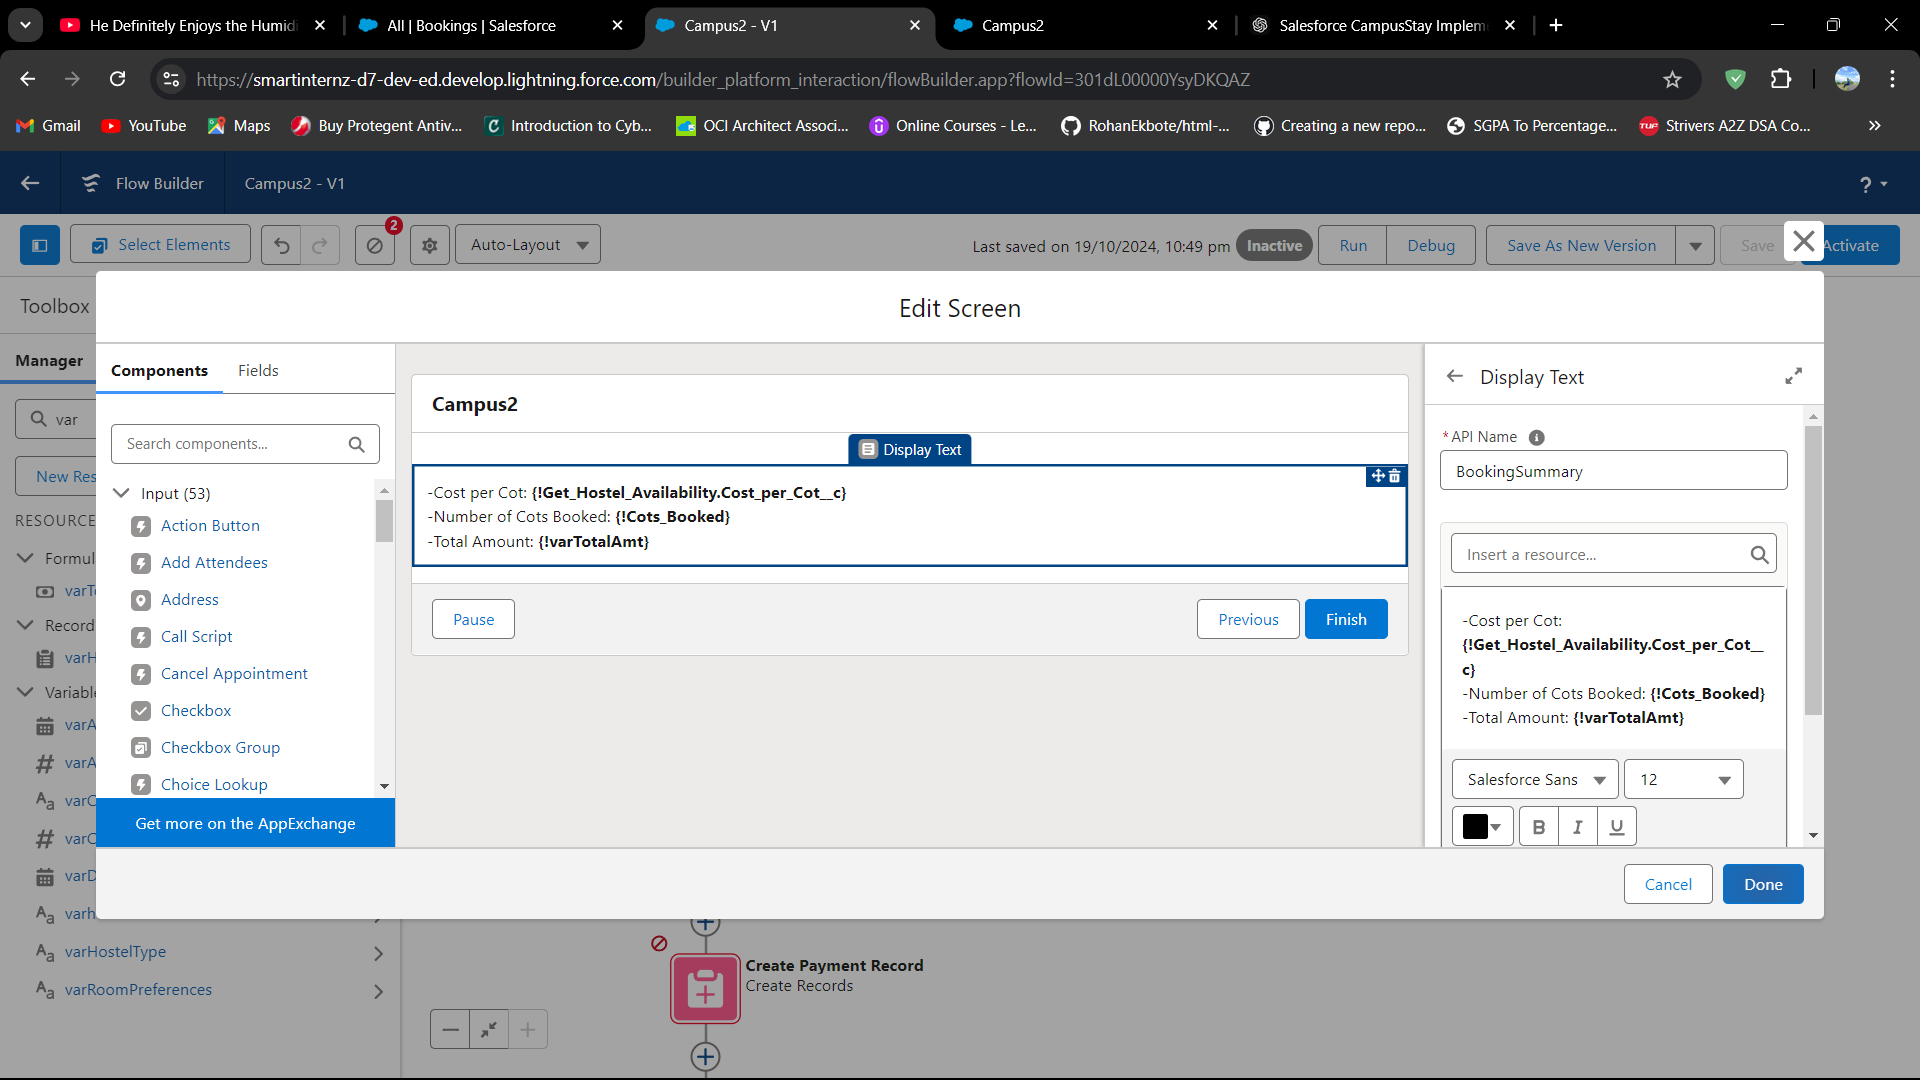 He Definitely Enjoys the Humidi
All | Bookings | Salesforce
Campus2 - V1
Campus2
Salesforce CampusStay Implem
https://smartinternz-d7-dev-ed.develop.lightning.force.com/builder_platform_interaction/flowBuilder.app?flowId=301dL00000YsyDKQAZ
Gmail
YouTube
Maps
Buy Protegent Antiv...
Introduction to Cyb...
OCI Architect Associ...
Online Courses - Le...
RohanEkbote/html-...
Creating a new repo...
SGPA To Percentage...
Strivers A2Z DSA Co...
Flow Builder
Campus2 - V1
?
Select Elements
2
Auto-Layout
Last saved on 19/10/2024, 10:49 pm
Inactive
Run
Debug
Save As New Version
Save
Activate
Toolbox
Manager
var
New Res
RESOURCE
Formul
varT
Record
varH
Variable
varA
varA
varC
varC
varD
varh
varHostelType
varRoomPreferences
Edit Screen
Components
Fields
Search components...
Input (53)
Action Button
Add Attendees
Address
Call Script
Cancel Appointment
Checkbox
Checkbox Group
Choice Lookup
Get more on the AppExchange
Campus2
Display Text
-Cost per Cot: {!Get_Hostel_Availability.Cost_per_Cot__c}
-Number of Cots Booked: {!Cots_Booked}
-Total Amount: {!varTotalAmt}
Pause
Previous
Finish
Display Text
* API Name
BookingSummary
Insert a resource...
-Cost per Cot:
{!Get_Hostel_Availability.Cost_per_Cot__
c}
-Number of Cots Booked: {!Cots_Booked}
-Total Amount: {!varTotalAmt}
Salesforce Sans
12
B
I
U
Cancel
Done
Create Payment Record
Create Records